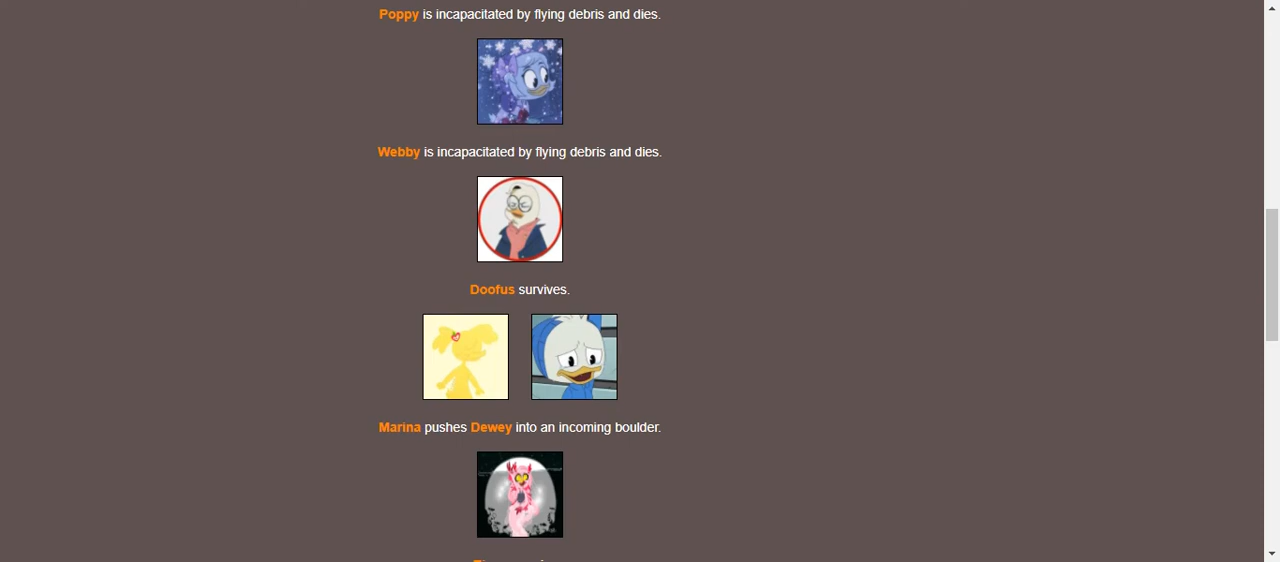 Poppy is incapacitated by flying debris and dies.
Webby is incapacitated by flying debris and dies.
Doofus survives.
Marina pushes Dewey into an incoming boulder.